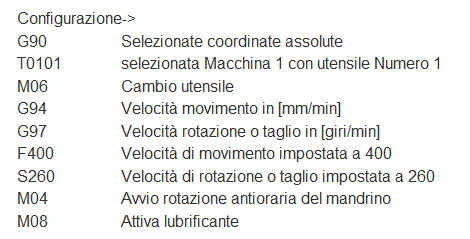 Configurazione->
G90 Selezionate coordinate assolute
T0101 selezionata Macchina 1 con utensile Numero 1
M06 Cambio utensile
G94 Velocità movimento in [mm/min]
G97 Velocità rotazione o taglio in [giri/min]
F400 Velocità di movimento impostata a 400
S260 Velocità di rotazione o taglio impostata a 260
M04 Avvio rotazione antioraria del mandrino
M08 Attiva lubrificante